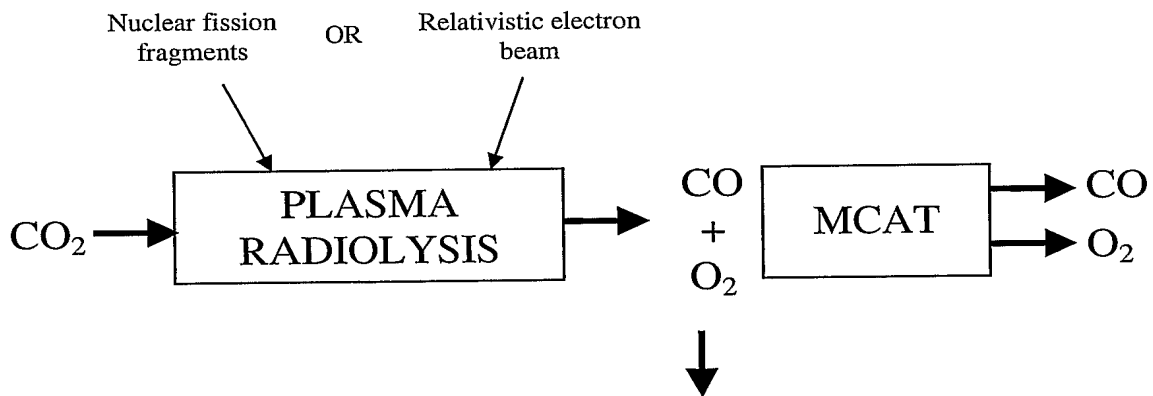 Nuclear fission
fragments
OR
Relativistic electron
beam
CO₂
PLASMA
RADIOLYSIS
CO
+
O₂
MCAT
CO
O₂